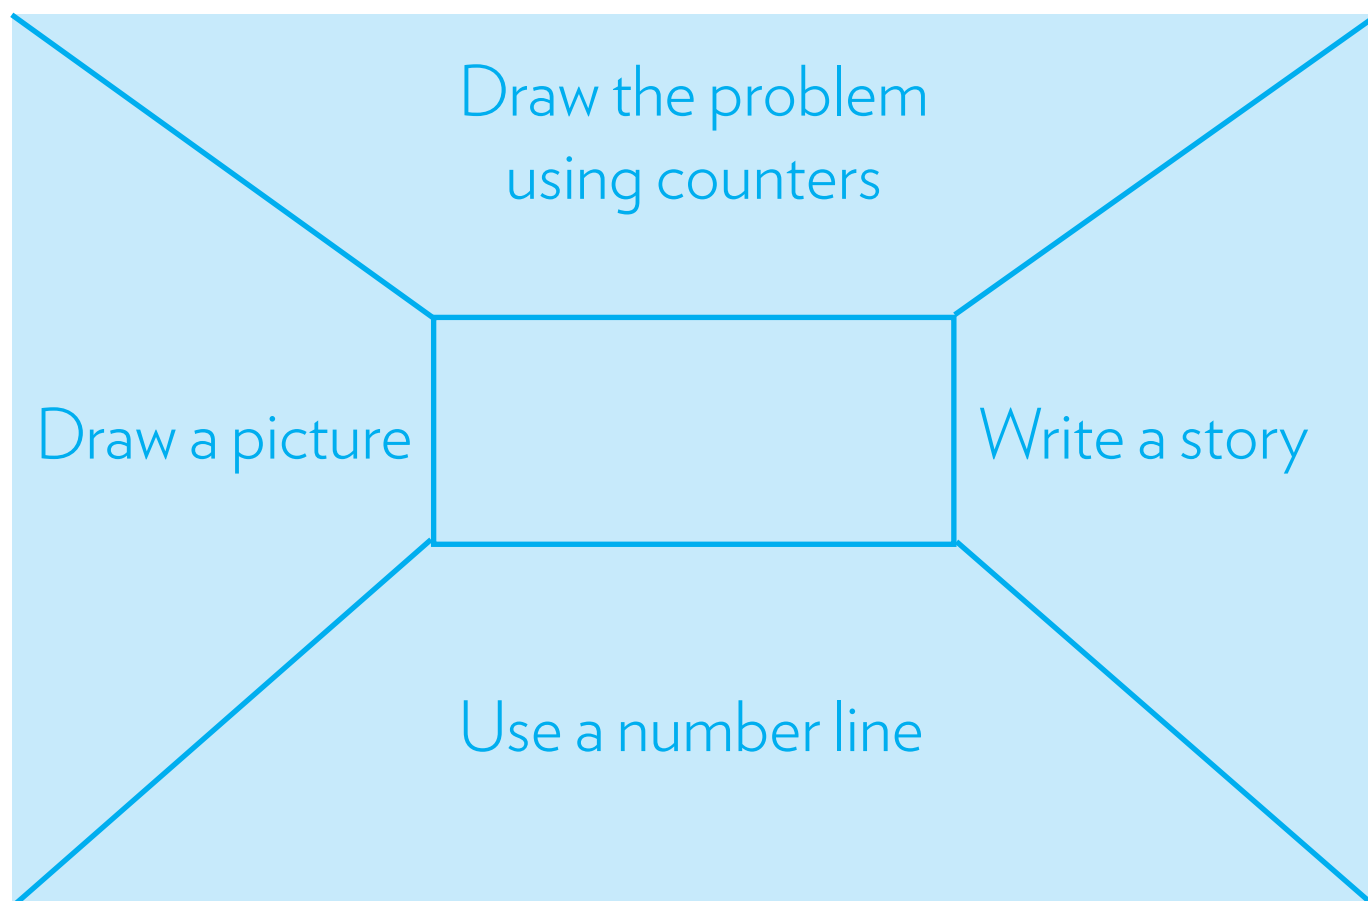 Draw the problem
using counters
Draw a picture
Write a story
Use a number line